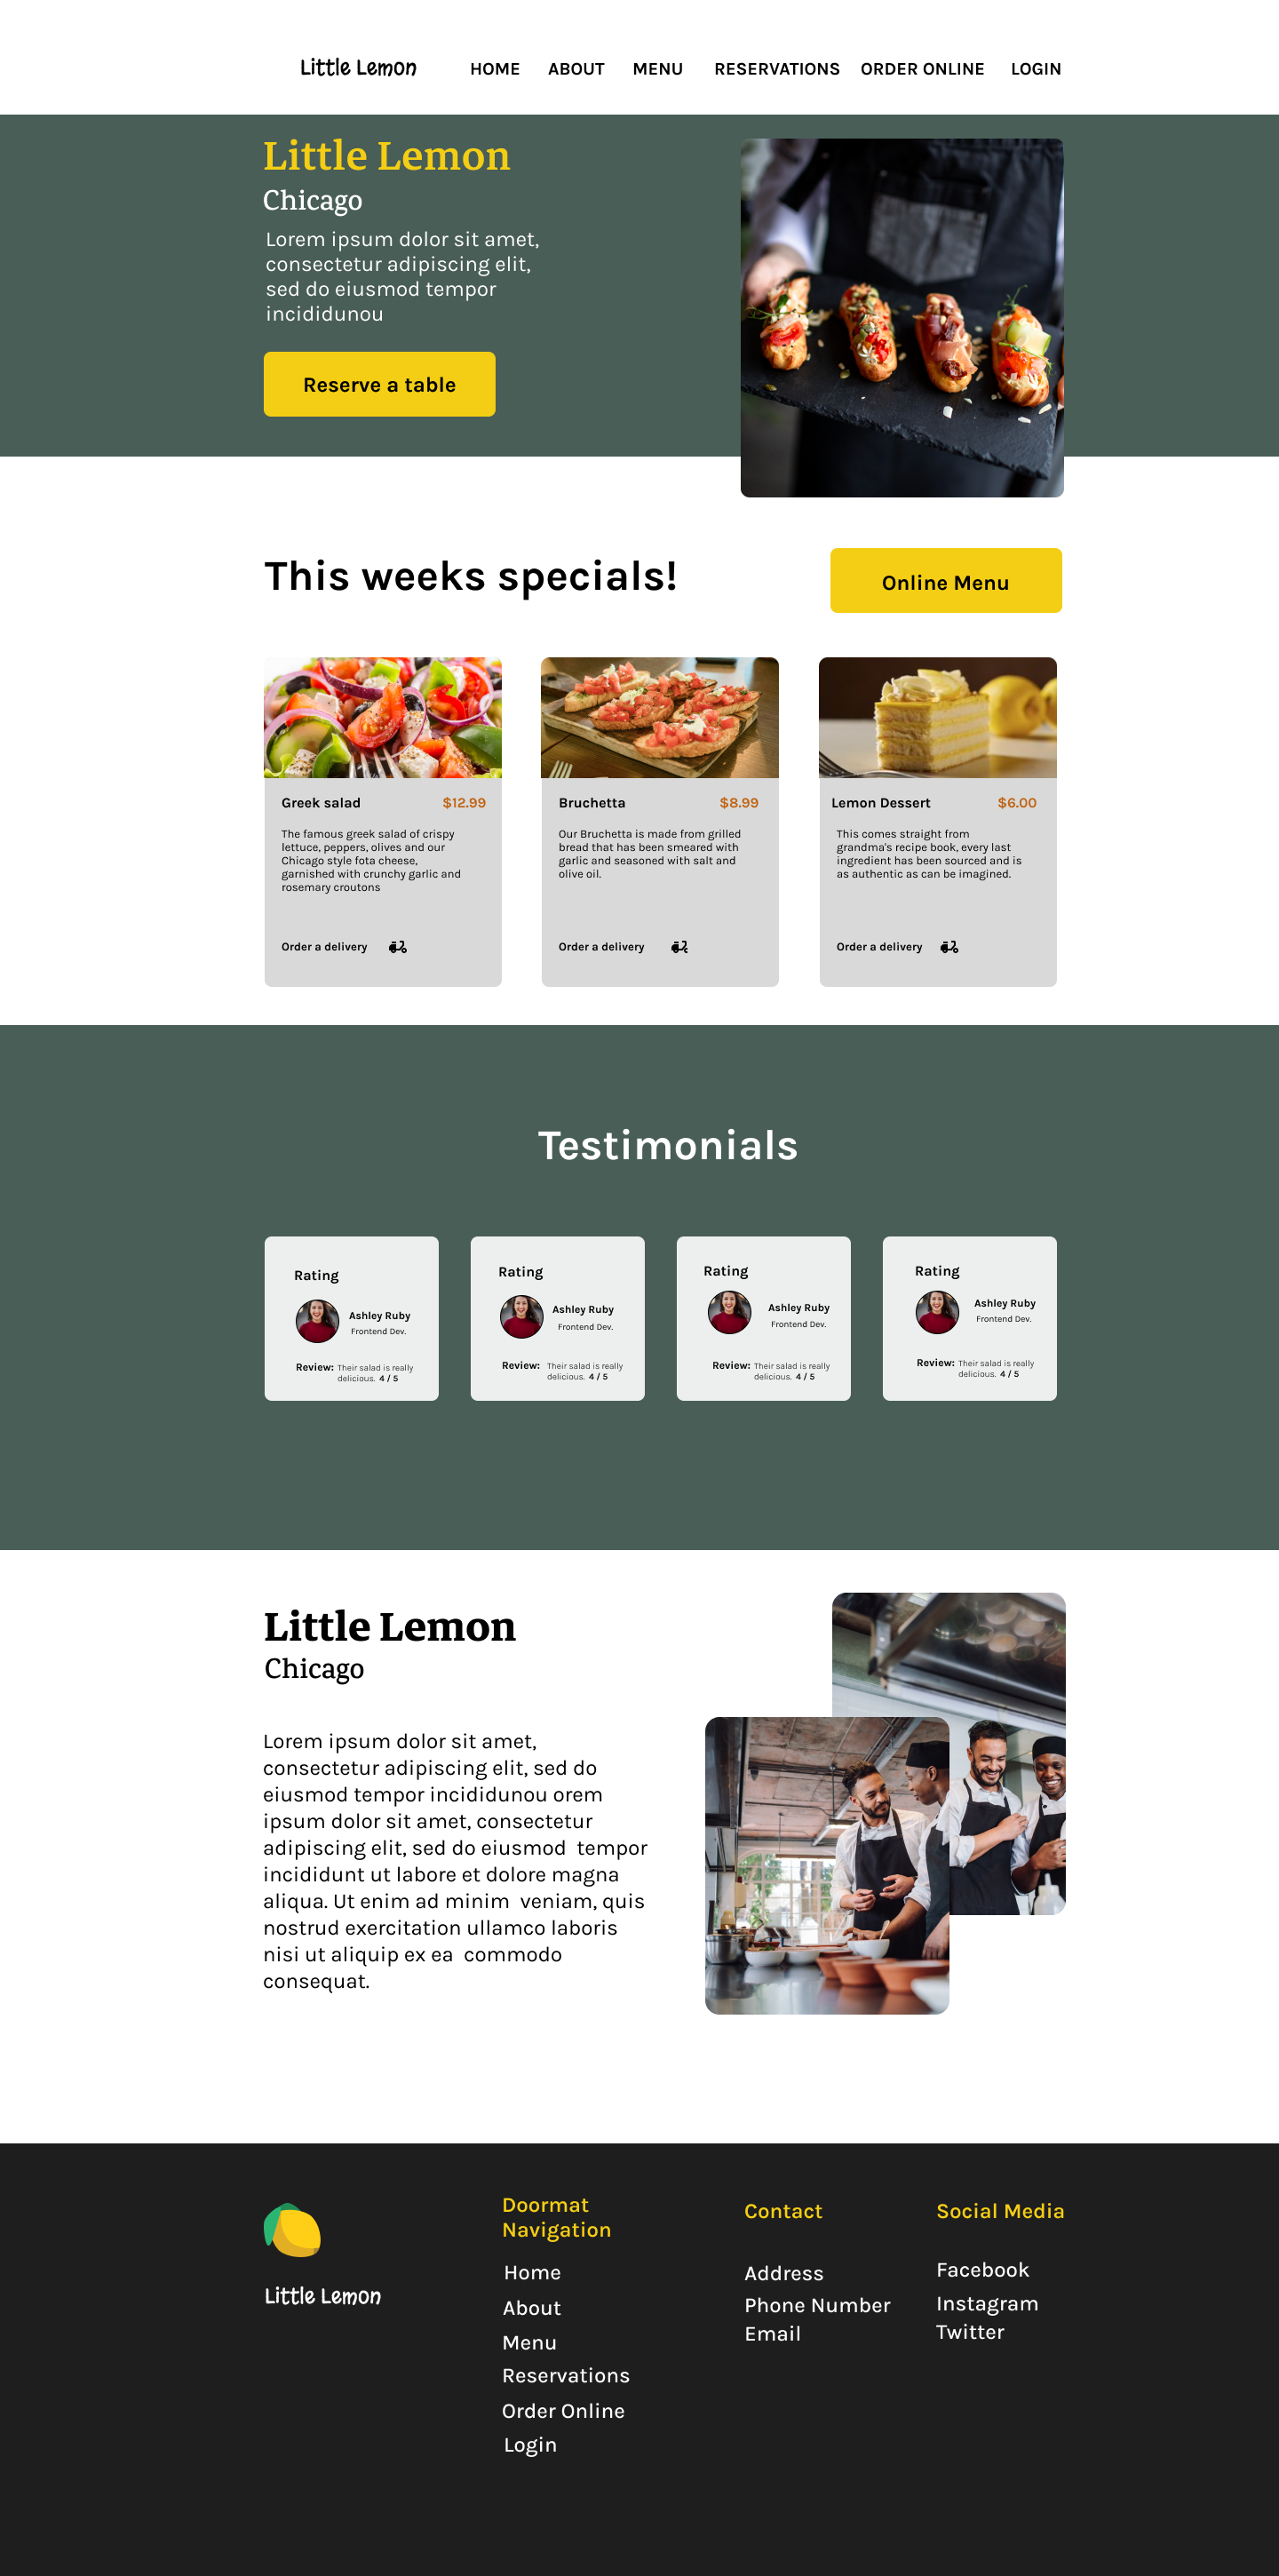 Little Lemon
HOME ABOUT MENU RESERVATIONS ORDER ONLINE LOGIN
Little Lemon
Chicago
Lorem ipsum dolor sit amet,
consectetur adipiscing elit,
sed do eiusmod tempor
incididunou
Reserve a table
This weeks specials!
Online Menu
Greek salad $12.99
The famous greek salad of crispy
lettuce, peppers, olives and our
Chicago style fota cheese,
garnished with crunchy garlic and
rosemary croutons
Order a delivery
Bruchetta $8.99
Our Bruchetta is made from grilled
bread that has been smeared with
garlic and seasoned with salt and
olive oil.
Order a delivery
Lemon Dessert $6.00
This comes straight from
grandma's recipe book, every last
ingredient has been sourced and is
as authentic as can be imagined.
Order a delivery
Testimonials
Rating
Ashley Ruby
Frontend Dev.
Review: Their salad is really
delicious. 4 / 5
Rating
Ashley Ruby
Frontend Dev.
Review: Their salad is really
delicious. 4 / 5
Rating
Ashley Ruby
Frontend Dev.
Review: Their salad is really
delicious. 4 / 5
Rating
Ashley Ruby
Frontend Dev.
Review: Their salad is really
delicious. 4 / 5
Little Lemon
Chicago
Lorem ipsum dolor sit amet,
consectetur adipiscing elit, sed do
eiusmod tempor incididunou orem
ipsum dolor sit amet, consectetur
adipiscing elit, sed do eiusmod tempor
incididunt ut labore et dolore magna
aliqua. Ut enim ad minim veniam, quis
nostrud exercitation ullamco laboris
nisi ut aliquip ex ea commodo
consequat.
Little Lemon
Doormat
Navigation
Home
About
Menu
Reservations
Order Online
Login
Contact
Address
Phone Number
Email
Social Media
Facebook
Instagram
Twitter